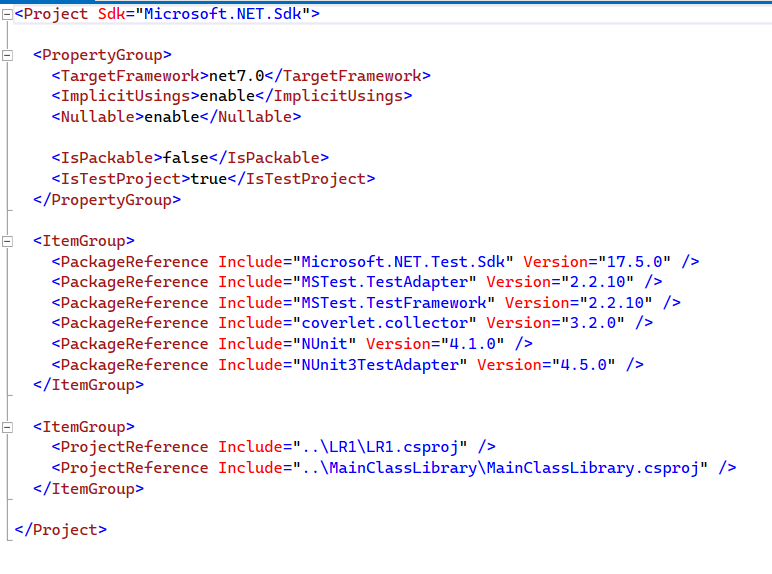 <Project Sdk="Microsoft.NET.Sdk">
<PropertyGroup>
<TargetFramework>net7.0</TargetFramework>
<ImplicitUsings>enable</ImplicitUsings>
<Nullable>enable</Nullable>
<IsPackable>false</IsPackable>
<IsTestProject>true</IsTestProject>
</PropertyGroup>
<ItemGroup>
<PackageReference Include="Microsoft.NET.Test.Sdk" Version="17.5.0" />
<PackageReference Include="MSTest.TestAdapter" Version="2.2.10" />
<PackageReference Include="MSTest.TestFramework" Version="2.2.10" />
<PackageReference Include="coverlet.collector" Version="3.2.0" />
<PackageReference Include="NUnit" Version="4.1.0" />
<PackageReference Include="NUnit3TestAdapter" Version="4.5.0" />
</ItemGroup>
<ItemGroup>
<ProjectReference Include="..\LR1\LR1.csproj" />
<ProjectReference Include="..\MainClassLibrary\MainClassLibrary.csproj" />
</ItemGroup>
</Project>